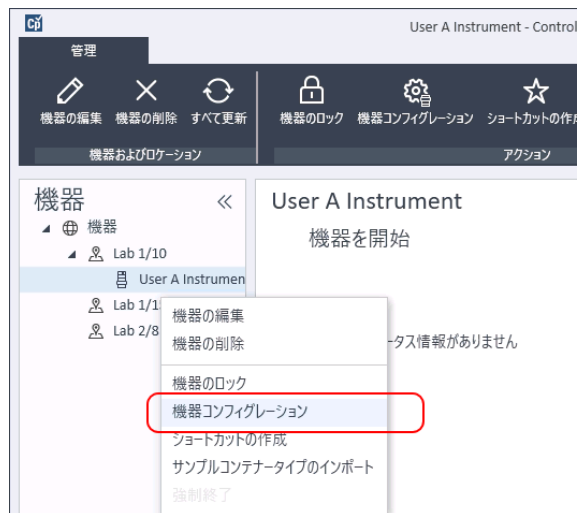 Cpi
User A Instrument - Control
管理
機器の編集 機器の削除 すべて更新 機器のロック 機器コンフィグレーション ショートカットの作成
機器およびロケーション アクション
機器 «
機器
Lab 1/10
User A Instrumen
Lab 1/1
Lab 2/8
User A Instrument
機器を開始
ータス情報がありません
機器の編集
機器の削除
機器のロック
機器コンフィグレーション
ショートカットの作成
サンプルコンテナータイプのインポート
強制終了